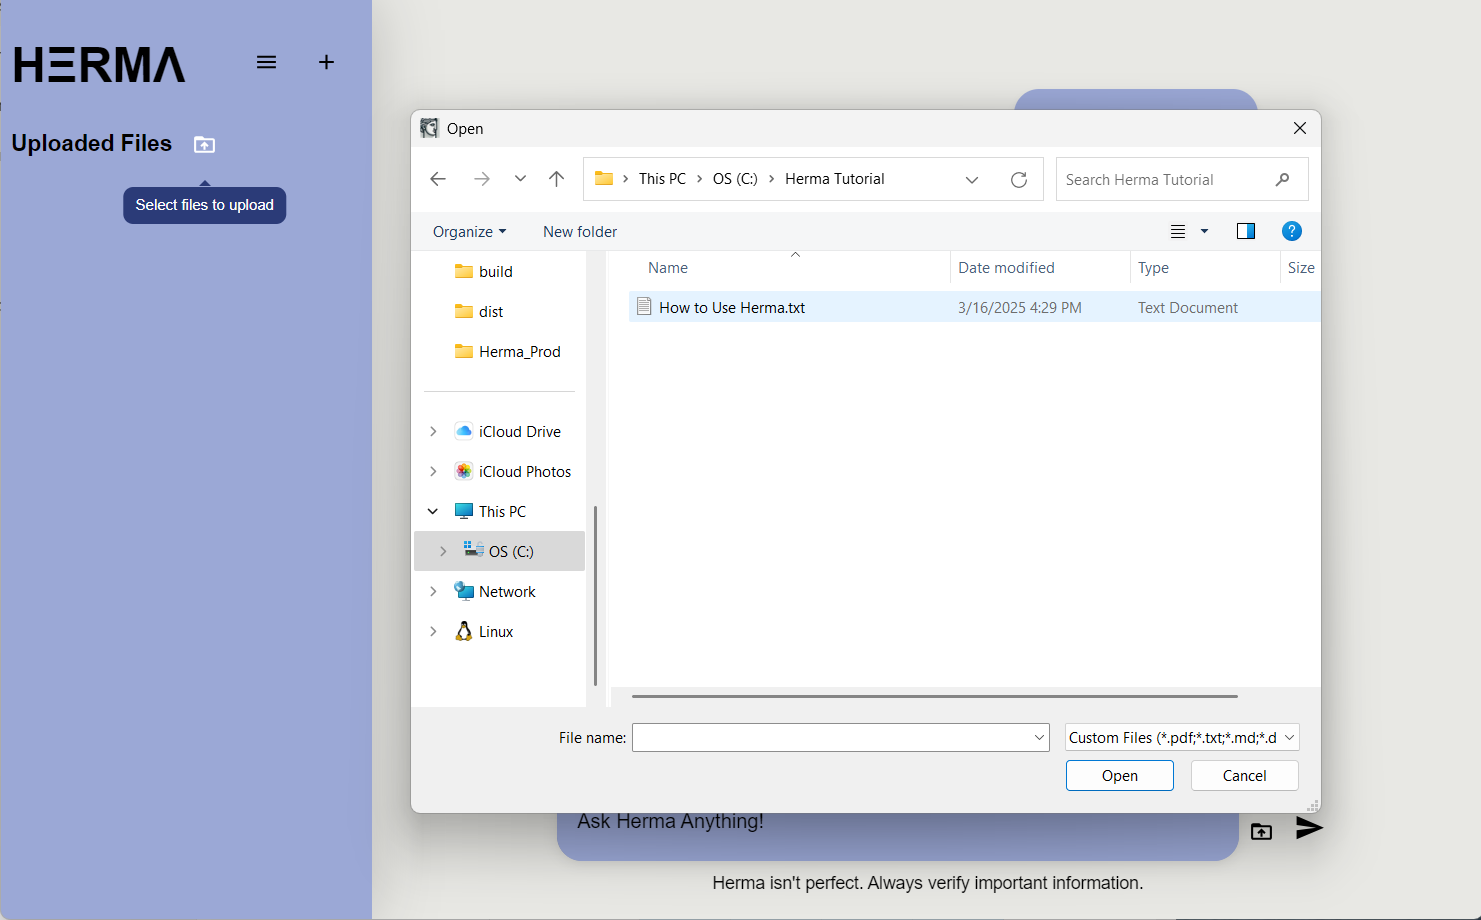 HERMA
Uploaded Files
Select files to upload
Open
This PC > OS (C:) > Herma Tutorial
Search Herma Tutorial
Organize
New folder
build
dist
Herma_Prod
iCloud Drive
iCloud Photos
This PC
OS (C:)
Network
Linux
Name Date modified Type Size
How to Use Herma.txt 3/16/2025 4:29 PM Text Document
File name:
Custom Files (*.pdf;*.txt;*.md;*.d
Open
Cancel
Ask Herma Anything!
Herma isn't perfect. Always verify important information.